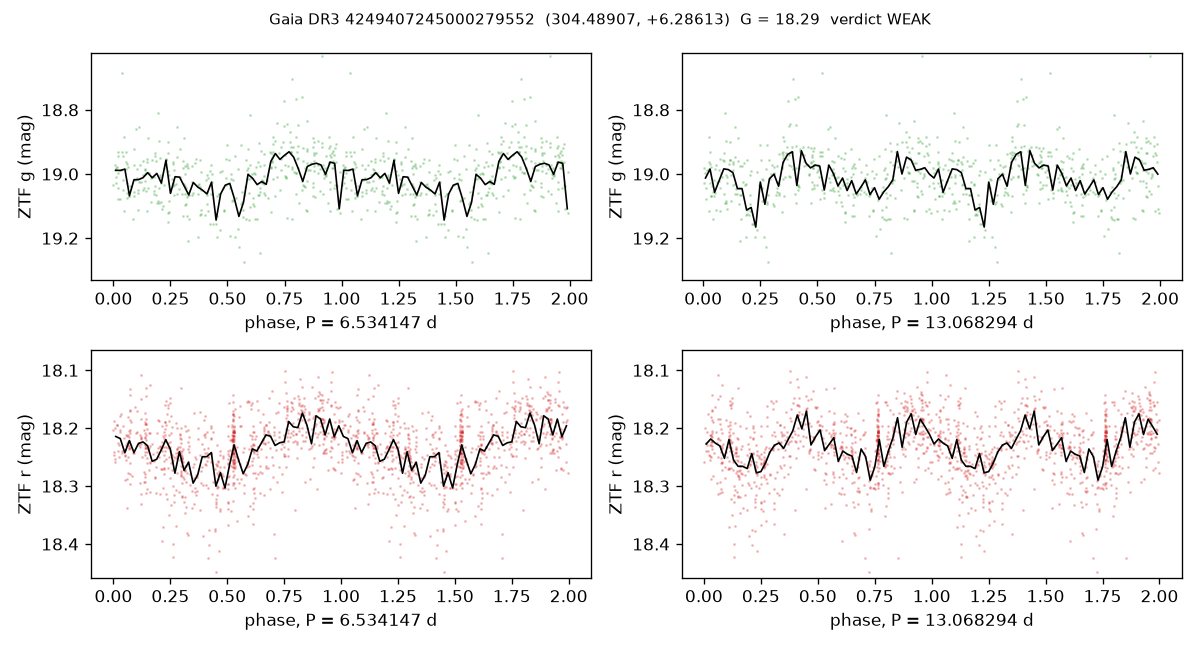 Gaia DR3 4249407245000279552 (304.48907, +6.28613) G = 18.29 verdict WEAK
ZTF g (mag)
18.8
19.0
19.2
0.00 0.25 0.50 0.75 1.00 1.25 1.50 1.75 2.00
phase, P = 6.534147 d
ZTF g (mag)
18.8
19.0
19.2
0.00 0.25 0.50 0.75 1.00 1.25 1.50 1.75 2.00
phase, P = 13.068294 d
ZTF r (mag)
18.1
18.2
18.3
18.4
0.00 0.25 0.50 0.75 1.00 1.25 1.50 1.75 2.00
phase, P = 6.534147 d
ZTF r (mag)
18.1
18.2
18.3
18.4
0.00 0.25 0.50 0.75 1.00 1.25 1.50 1.75 2.00
phase, P = 13.068294 d